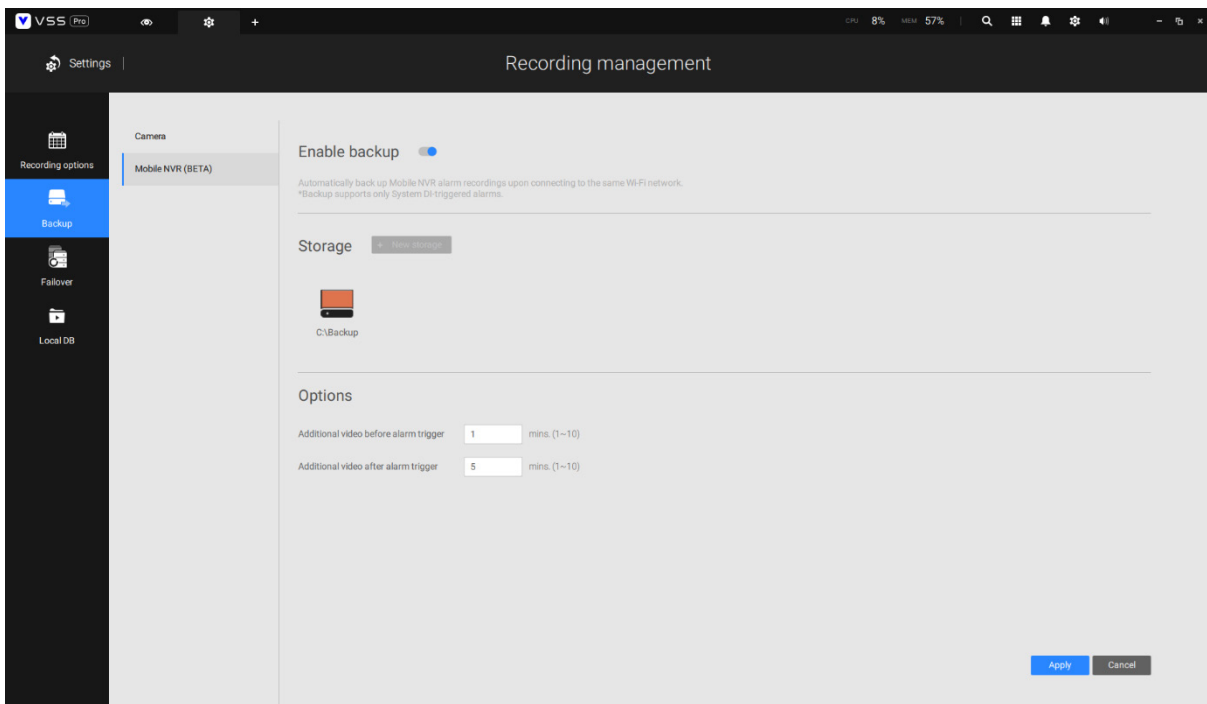 VSS Pro
+
CPU 8% MEM 57%
Settings
Recording management
Recording options
Backup
Failover
Local DB
Camera
Mobile NVR (BETA)
Enable backup
Automatically back up Mobile NVR alarm recordings upon connecting to the same Wi-Fi network.
*Backup supports only System DI-triggered alarms.
Storage + New storage
C:\Backup
Options
Additional video before alarm trigger 1 mins. (1~10)
Additional video after alarm trigger 5 mins. (1~10)
Apply Cancel